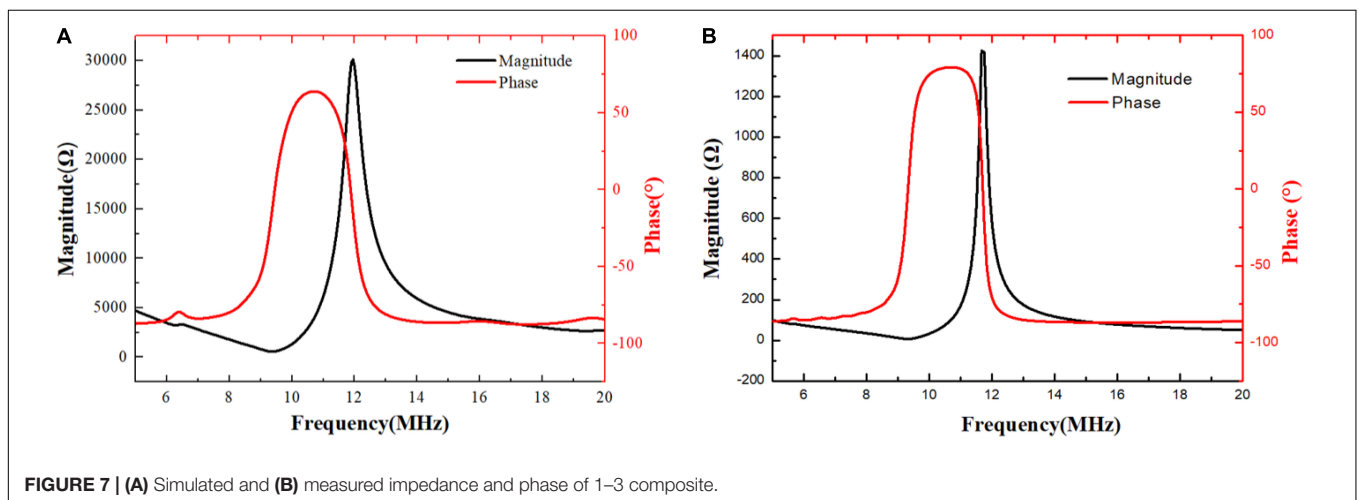 A
30000
25000
20000
15000
10000
5000
0
Magnitude(Ω)
Magnitude
Phase
100
50
0
-50
-100
Phase(°)
6 8 10 12 14 16 18 20
Frequency(MHz)
B
1400
1200
1000
800
600
400
200
0
-200
Magnitude (Ω)
Magnitude
Phase
100
50
0
-50
-100
Phase (°)
6 8 10 12 14 16 18 20
Frequency(MHz)
FIGURE 7 | (A) Simulated and (B) measured impedance and phase of 1–3 composite.